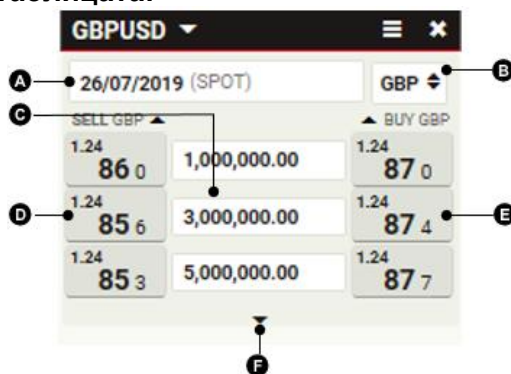 GBPUSD
A
26/07/2019 (SPOT) GBP
B
C
SELL GBP BUY GBP
1.24 86 0 1,000,000.00 1.24 87 0
D
1.24 85 6 3,000,000.00 1.24 87 4
E
1.24 85 3 5,000,000.00 1.24 87 7
F